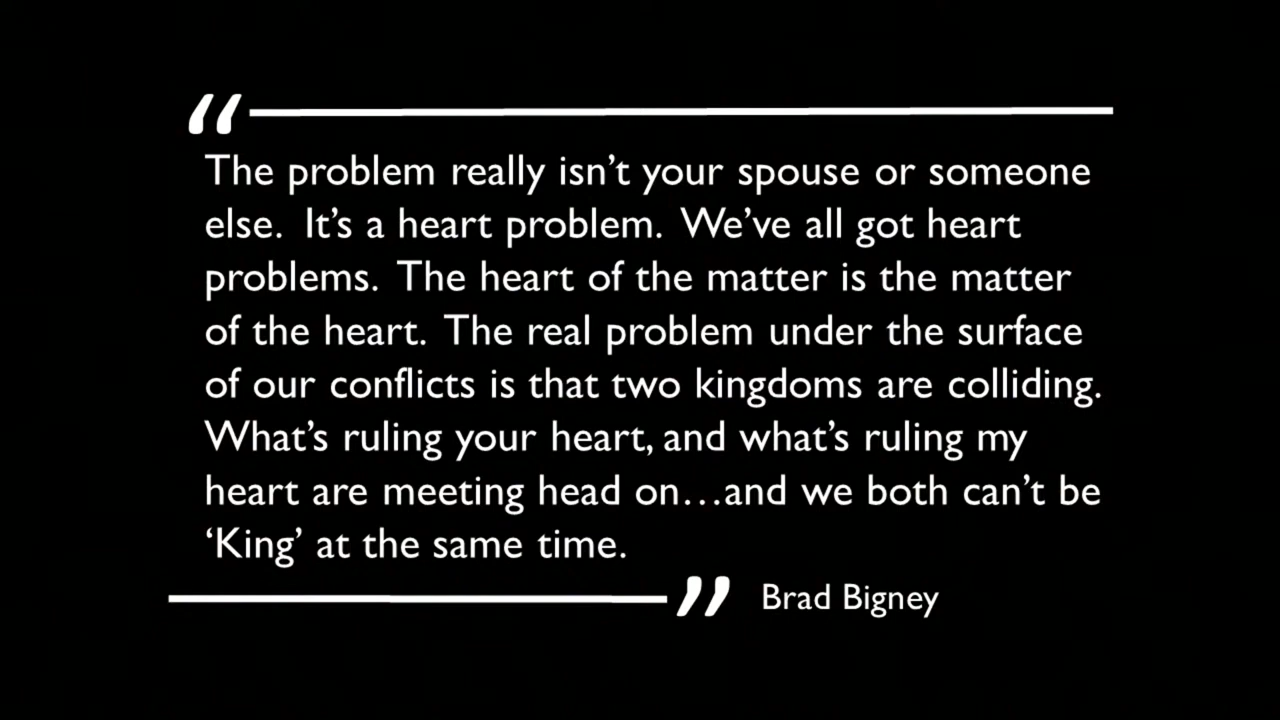 “
The problem really isn’t your spouse or someone
else.  It’s a heart problem.  We’ve all got heart
problems.  The heart of the matter is the matter
of the heart.  The real problem under the surface
of our conflicts is that two kingdoms are colliding.
What’s ruling your heart, and what’s ruling my
heart are meeting head on…and we both can’t be
‘King’ at the same time.
” Brad Bigney